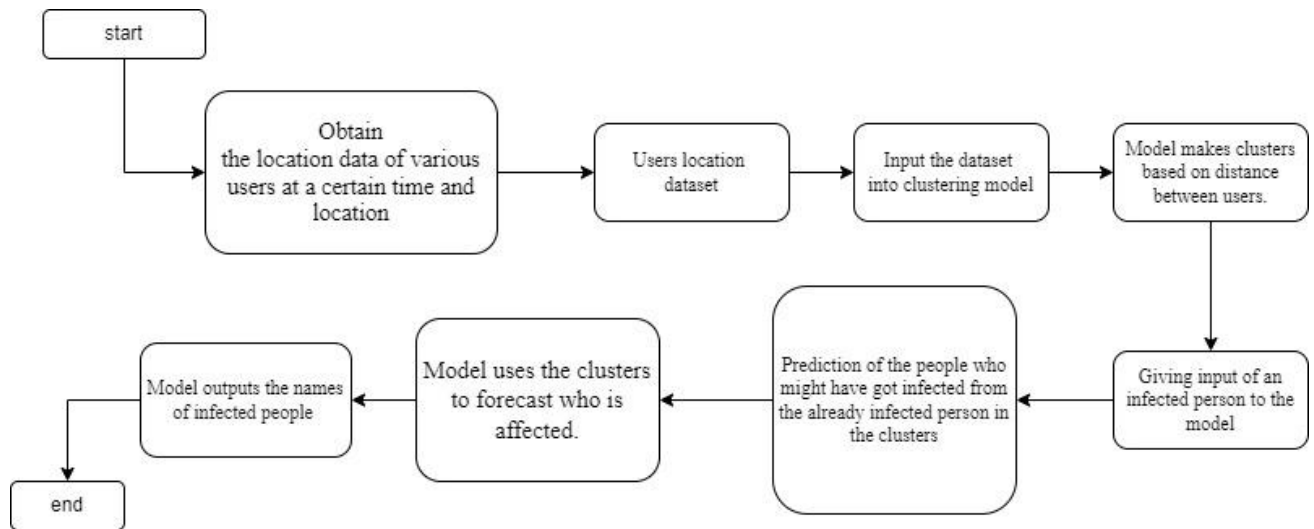 start
Obtain
the location data of various
users at a certain time and
location
Users location
dataset
Input the dataset
into clustering model
Model makes clusters
based on distance
between users.
Giving input of an
infected person to the
model
Prediction of the people who
might have got infected from
the already infected person in
the clusters
Model uses the clusters
to forecast who is
affected.
Model outputs the names
of infected people
end